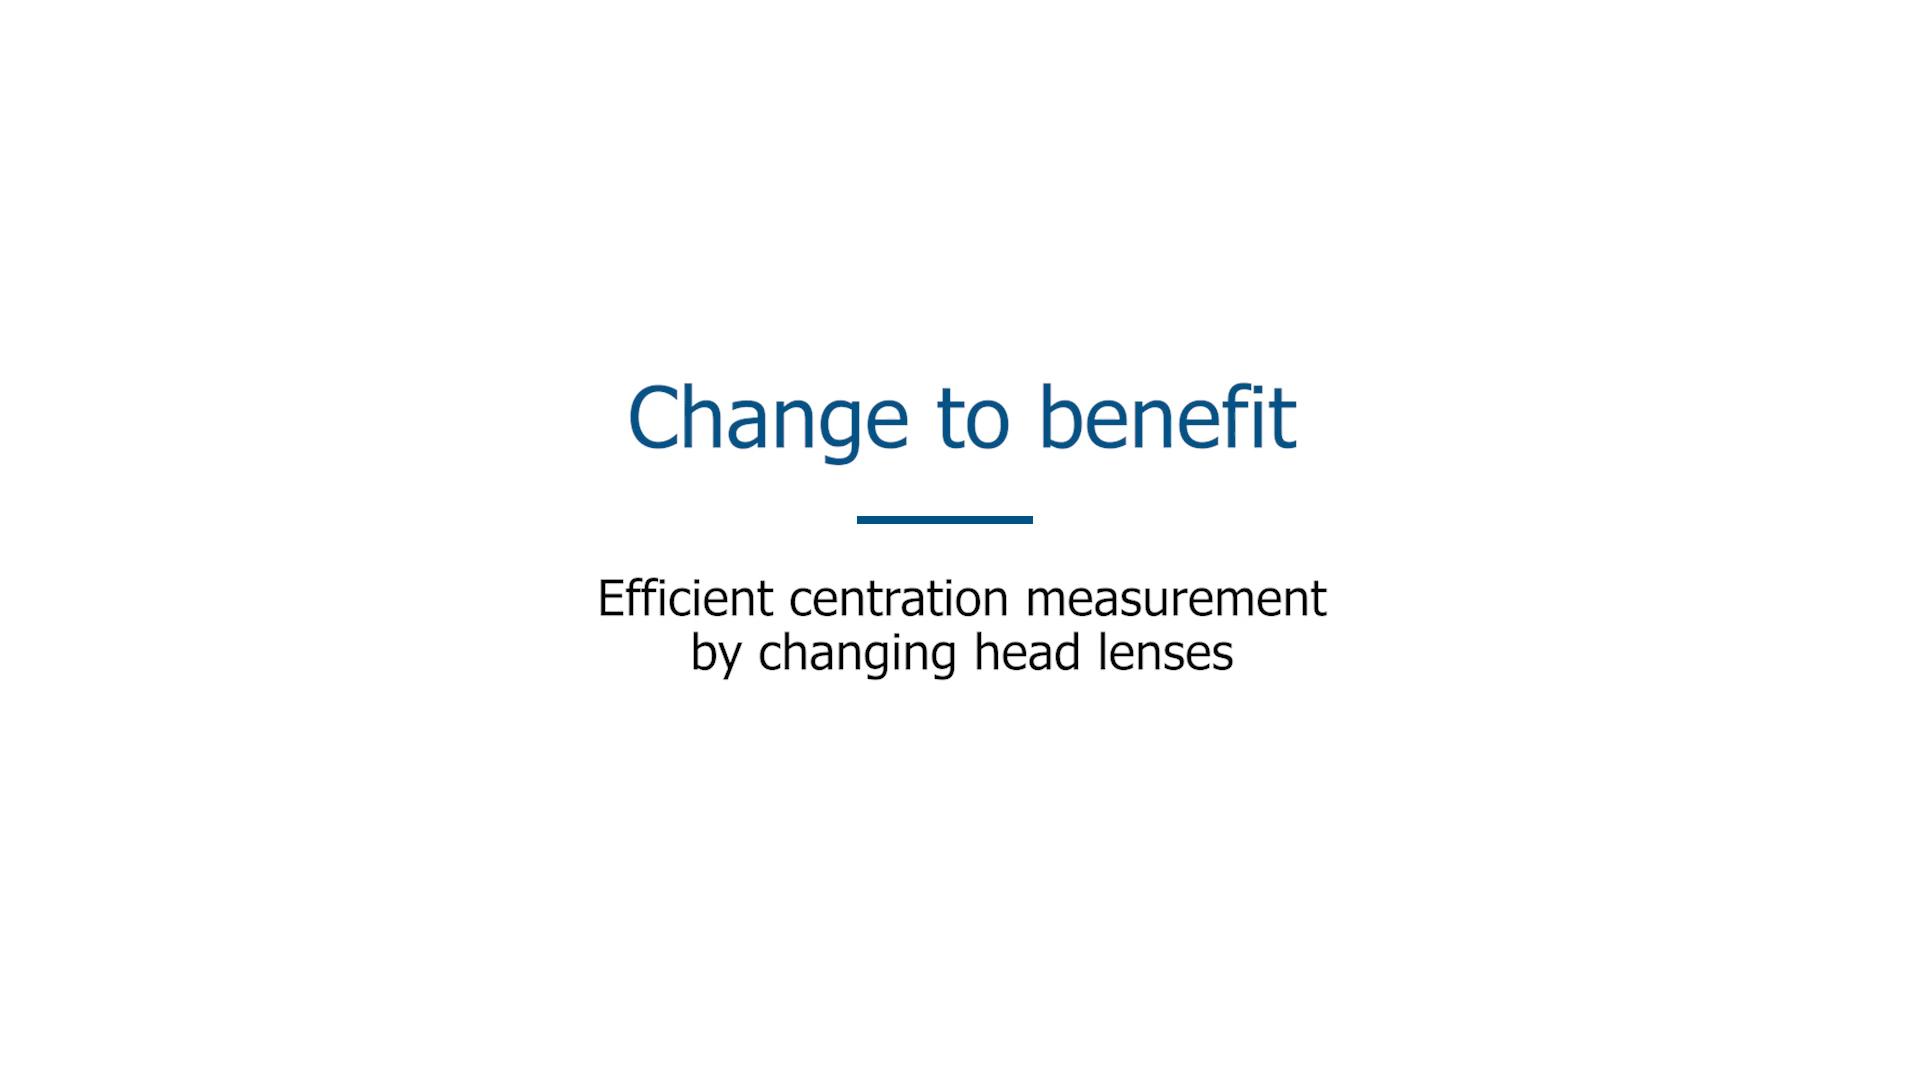 Change to benefit
Efficient centration measurement
by changing head lenses